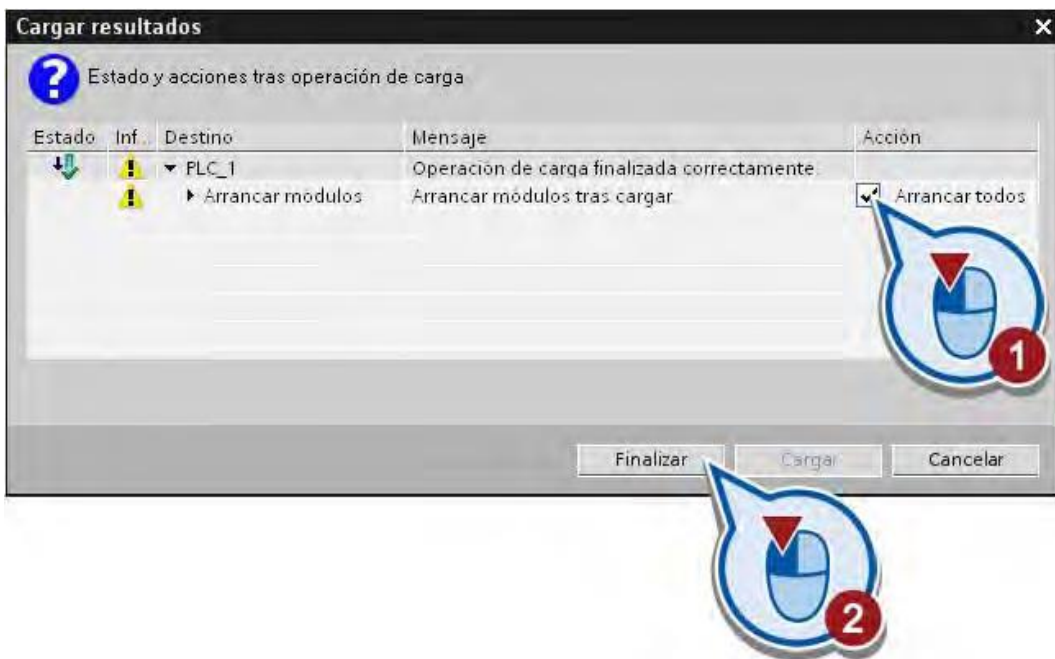 Cargar resultados
Estado y acciones tras operación de carga
Estado Inf.. Destino Mensaje Acción
PLC_1 Operación de carga finalizada correctamente.
Arrancar módulos Arrancar módulos tras cargar. Arrancar todos
1
Finalizar Cargar Cancelar
2